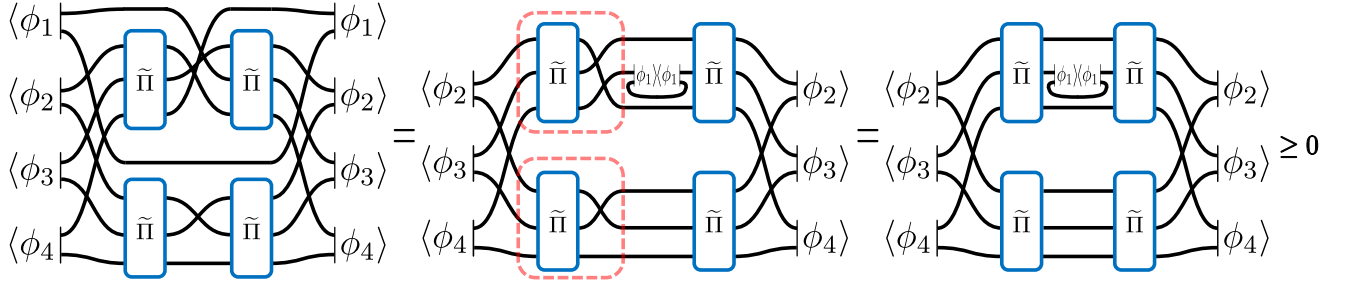 ⟨ϕ₁| Π̃ Π̃ |ϕ₁⟩
⟨ϕ₂| |ϕ₂⟩
⟨ϕ₃| |ϕ₃⟩
⟨ϕ₄| Π̃ Π̃ |ϕ₄⟩
=
⟨ϕ₂| Π̃ |ϕ₁⟩⟨ϕ₁| Π̃ |ϕ₂⟩
⟨ϕ₃| |ϕ₃⟩
⟨ϕ₄| Π̃ Π̃ |ϕ₄⟩
=
⟨ϕ₂| Π̃ |ϕ₁⟩⟨ϕ₁| Π̃ |ϕ₂⟩
⟨ϕ₃| |ϕ₃⟩
⟨ϕ₄| Π̃ Π̃ |ϕ₄⟩
≥ 0